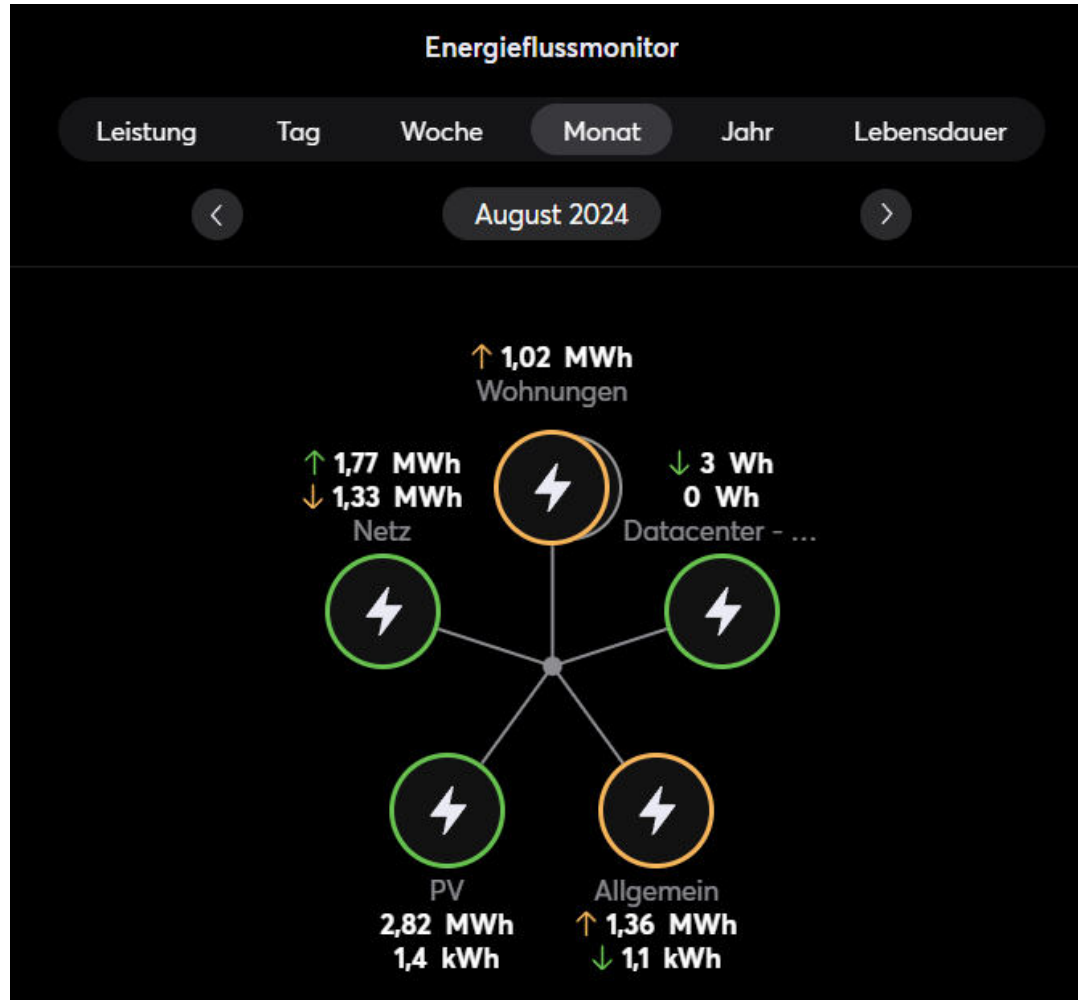 Energieflussmonitor
Leistung Tag Woche Monat Jahr Lebensdauer
August 2024
↑ 1,02 MWh
Wohnungen
↑ 1,77 MWh
↓ 1,33 MWh
Netz
↓ 3 Wh
0 Wh
Datacenter - ...
PV
2,82 MWh
1,4 kWh
Allgemein
↑ 1,36 MWh
↓ 1,1 kWh